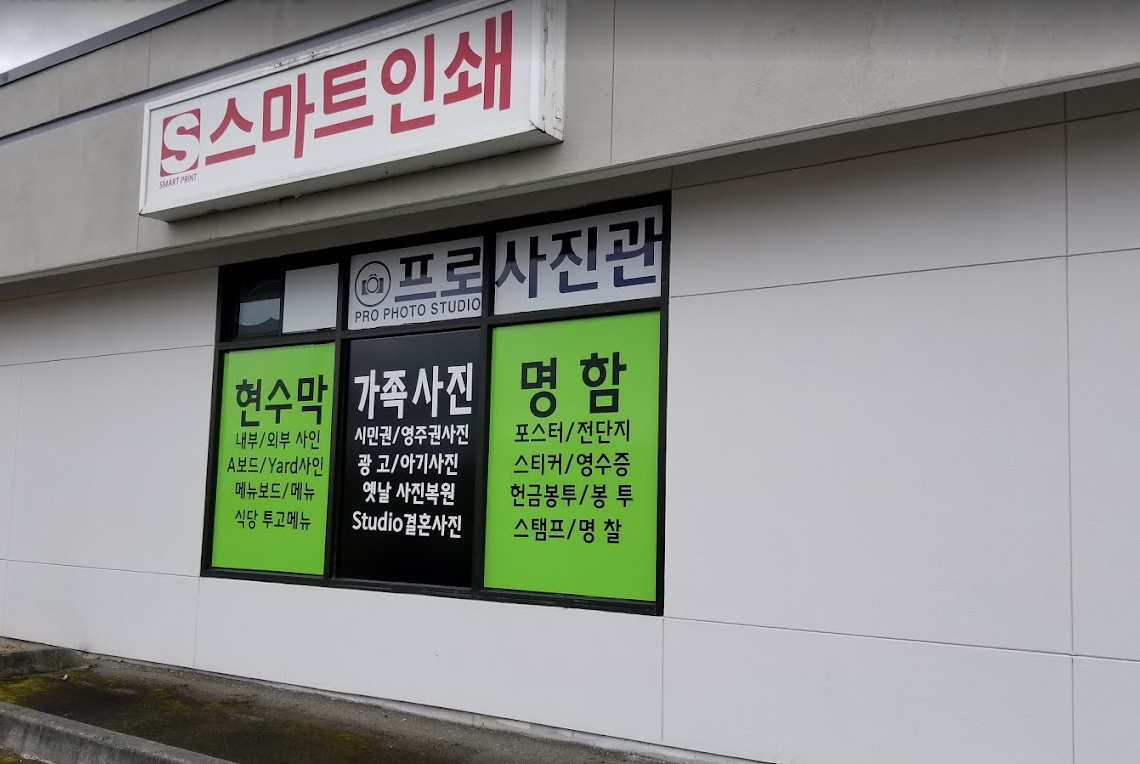 S스마트인쇄
SMART PRINT
프로사진관
PRO PHOTO STUDIO
현수막
내부/외부 사인
A보드/Yard사인
메뉴보드/메뉴
식당 투고메뉴
가족사진
시민권/영주권사진
광 고/아기사진
옛날 사진복원
Studio결혼사진
명 함
포스터/전단지
스티커/영수증
헌금봉투/봉 투
스탬프/명 찰